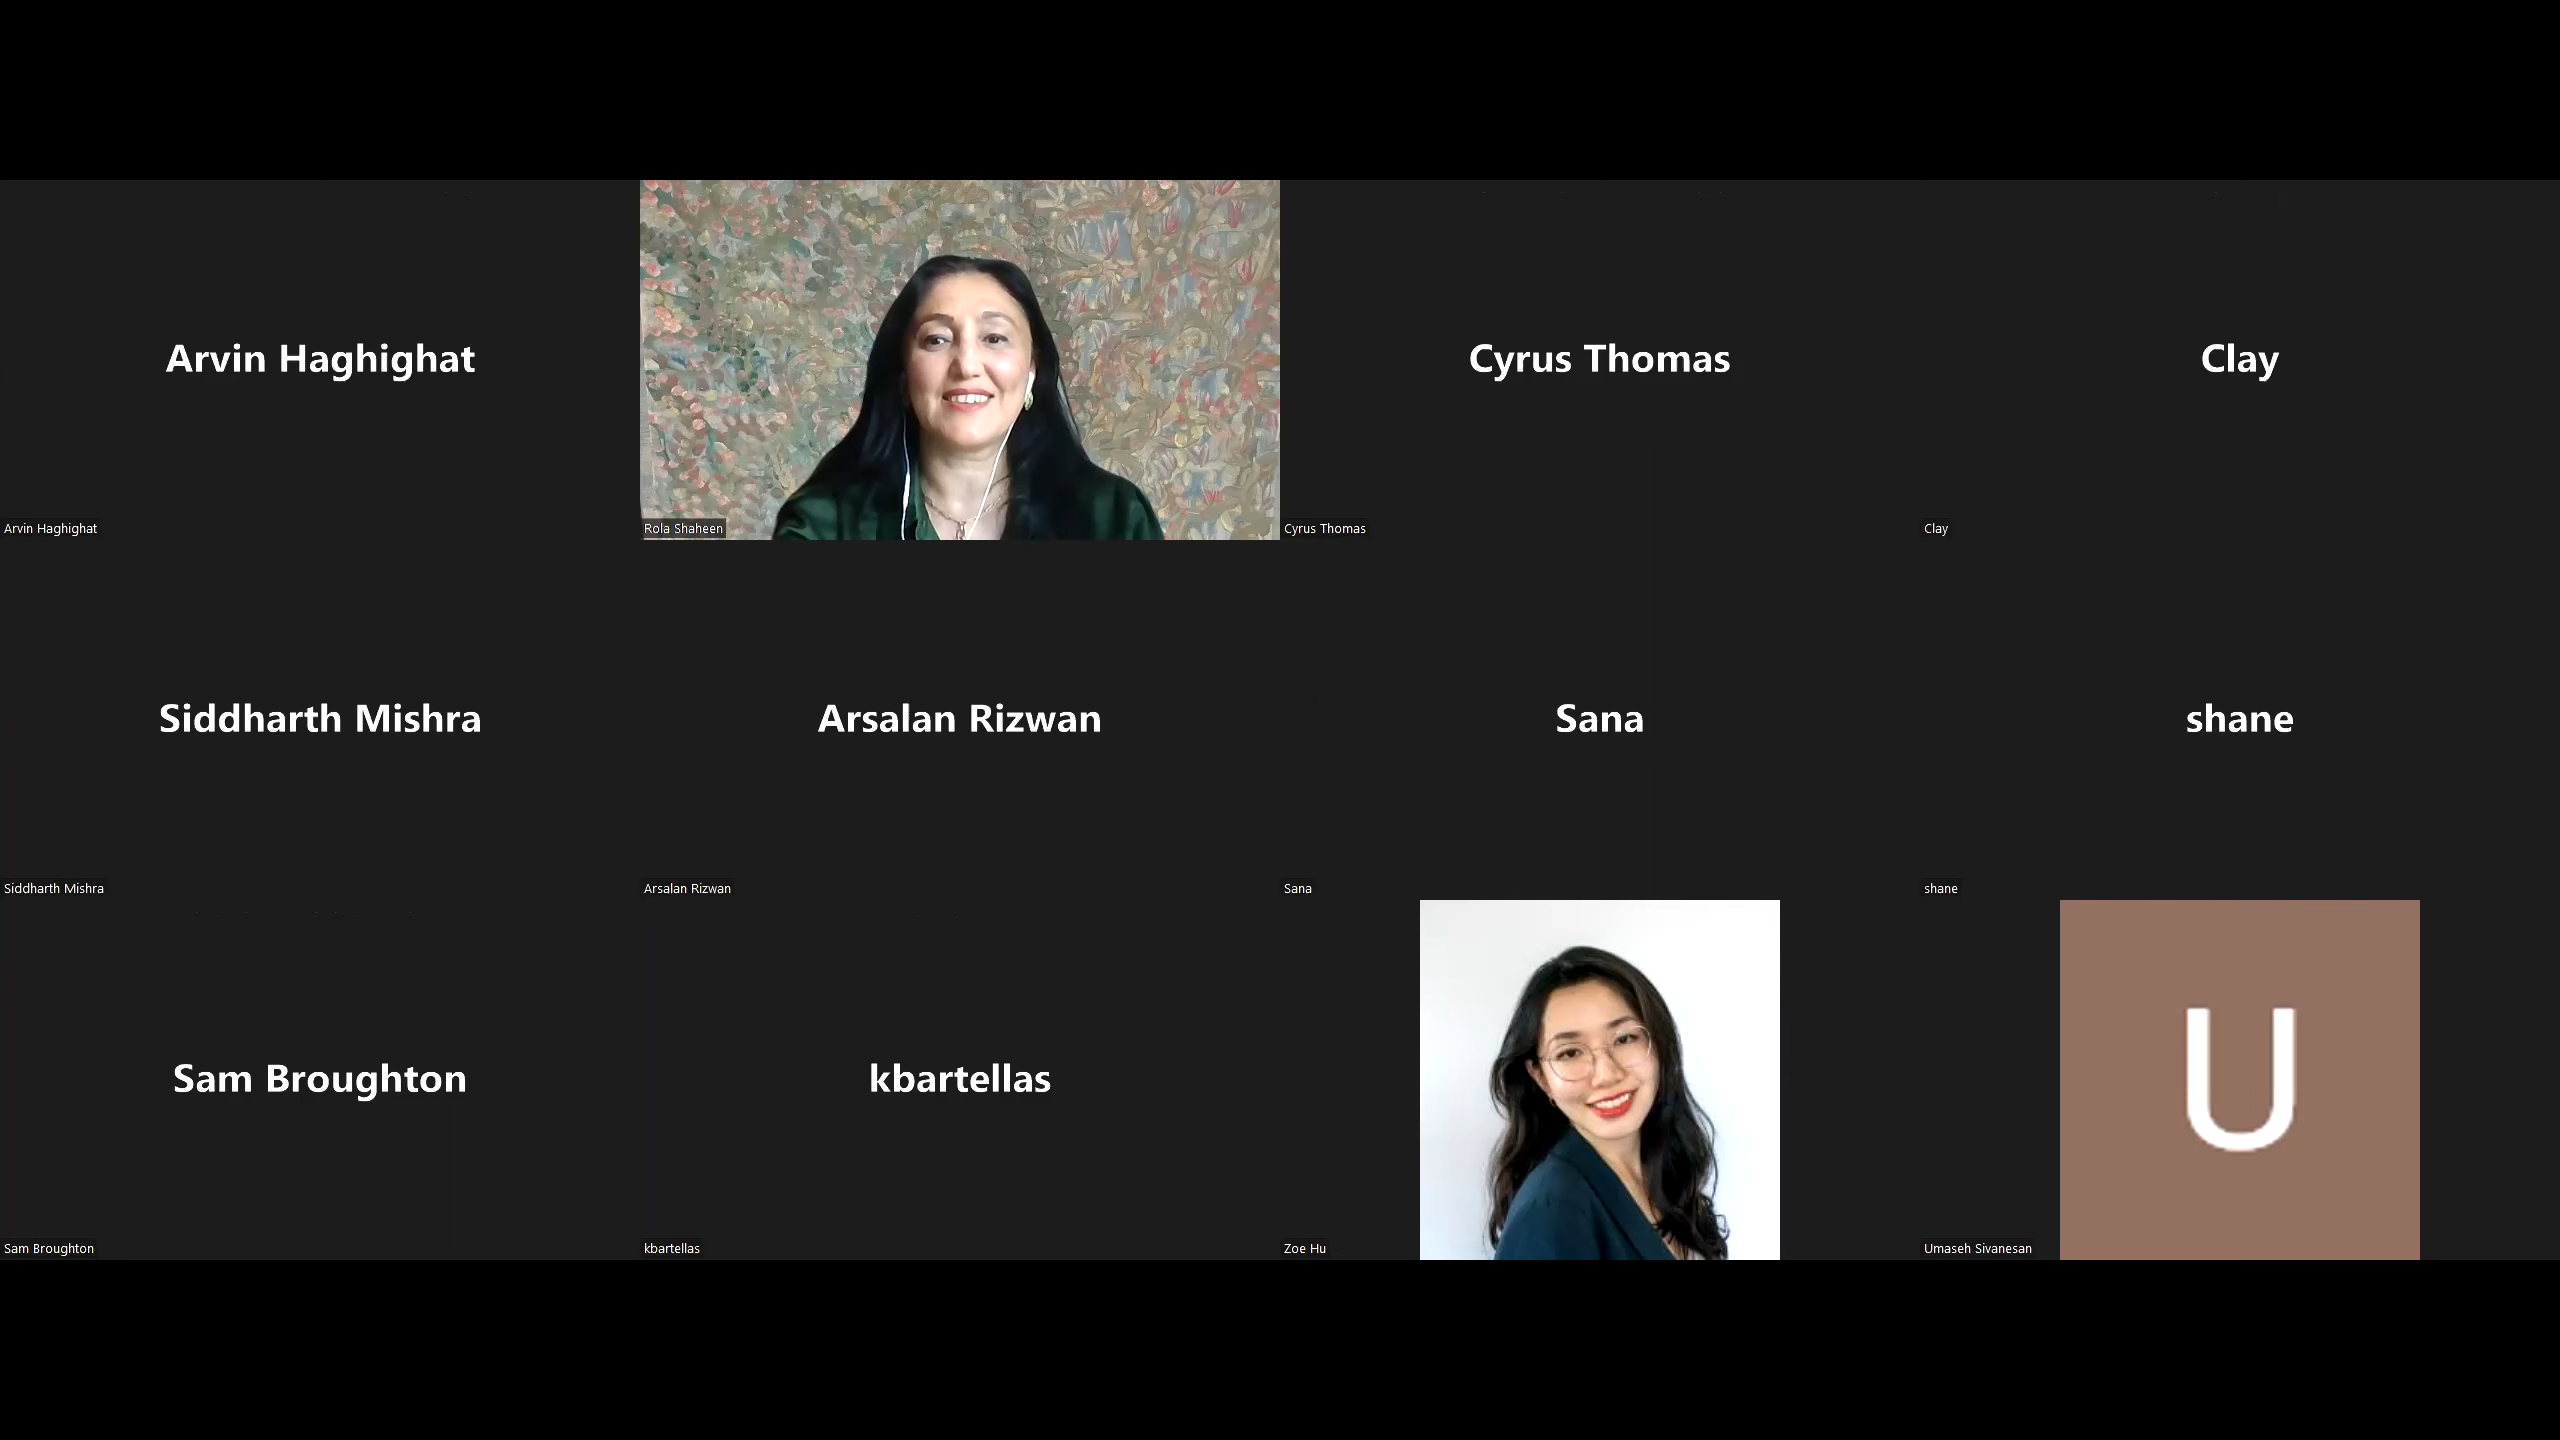 Arvin Haghighat
Arvin Haghighat
Rola Shaheen
Cyrus Thomas
Cyrus Thomas
Clay
Clay
Siddharth Mishra
Siddharth Mishra
Arsalan Rizwan
Arsalan Rizwan
Sana
Sana
shane
shane
Sam Broughton
Sam Broughton
kbartellas
kbartellas
Zoe Hu
U
Umaseh Sivanesan